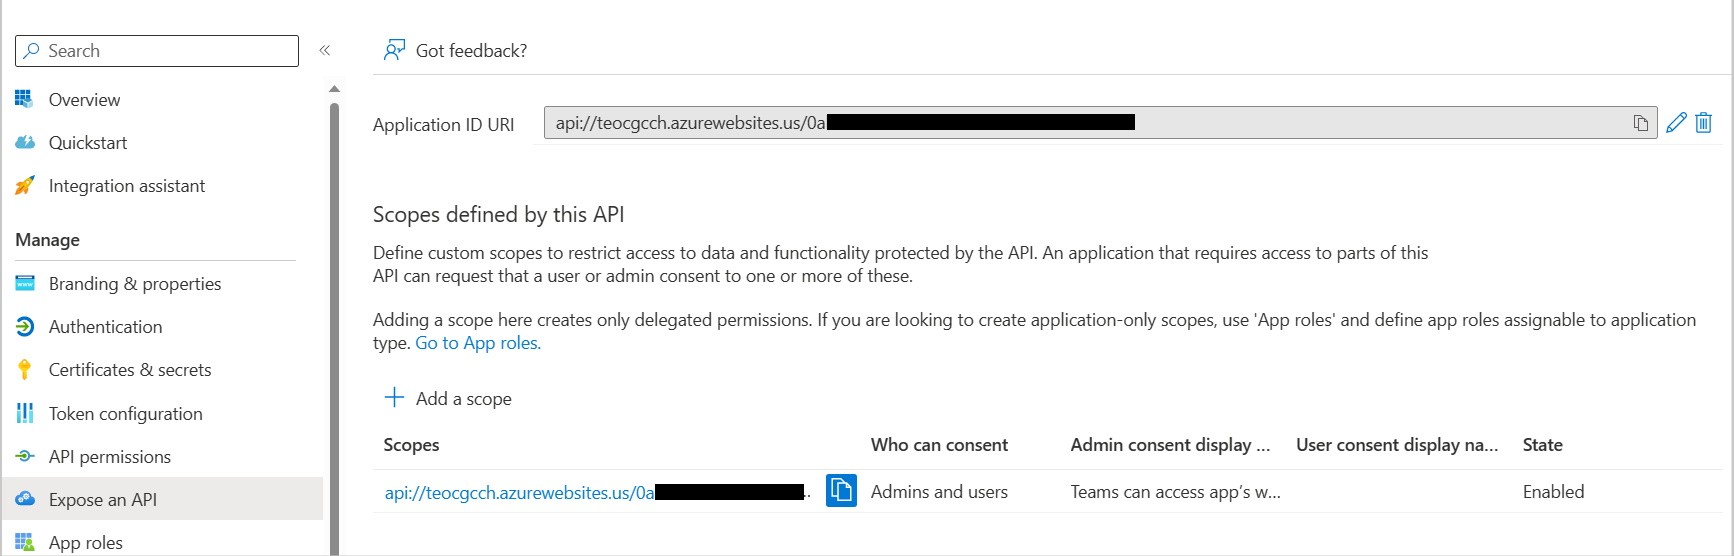 Search
«
Overview
Quickstart
Integration assistant
Manage
Branding & properties
Authentication
Certificates & secrets
Token configuration
API permissions
Expose an API
App roles
Got feedback?
Application ID URI
api://teocgcch.azurewebsites.us/0a
Scopes defined by this API
Define custom scopes to restrict access to data and functionality protected by the API. An application that requires access to parts of this
API can request that a user or admin consent to one or more of these.
Adding a scope here creates only delegated permissions. If you are looking to create application-only scopes, use 'App roles' and define app roles assignable to application
type. Go to App roles.
Add a scope
Scopes Who can consent Admin consent display ... User consent display na... State
api://teocgcch.azurewebsites.us/0a ... Admins and users Teams can access app's w... Enabled